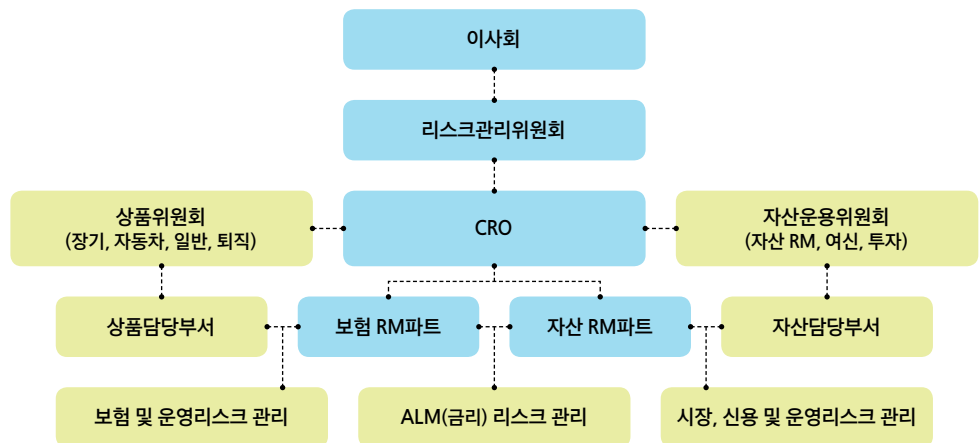 이사회
리스크관리위원회
상품위원회
(장기, 자동차, 일반, 퇴직)
CRO
자산운용위원회
(자산 RM, 여신, 투자)
상품담당부서
보험 RM파트
자산 RM파트
자산담당부서
보험 및 운영리스크 관리
ALM(금리) 리스크 관리
시장, 신용 및 운영리스크 관리